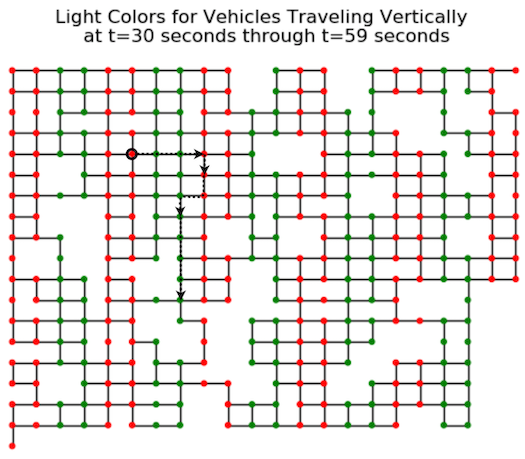 Light Colors for Vehicles Traveling Vertically
at t=30 seconds through t=59 seconds